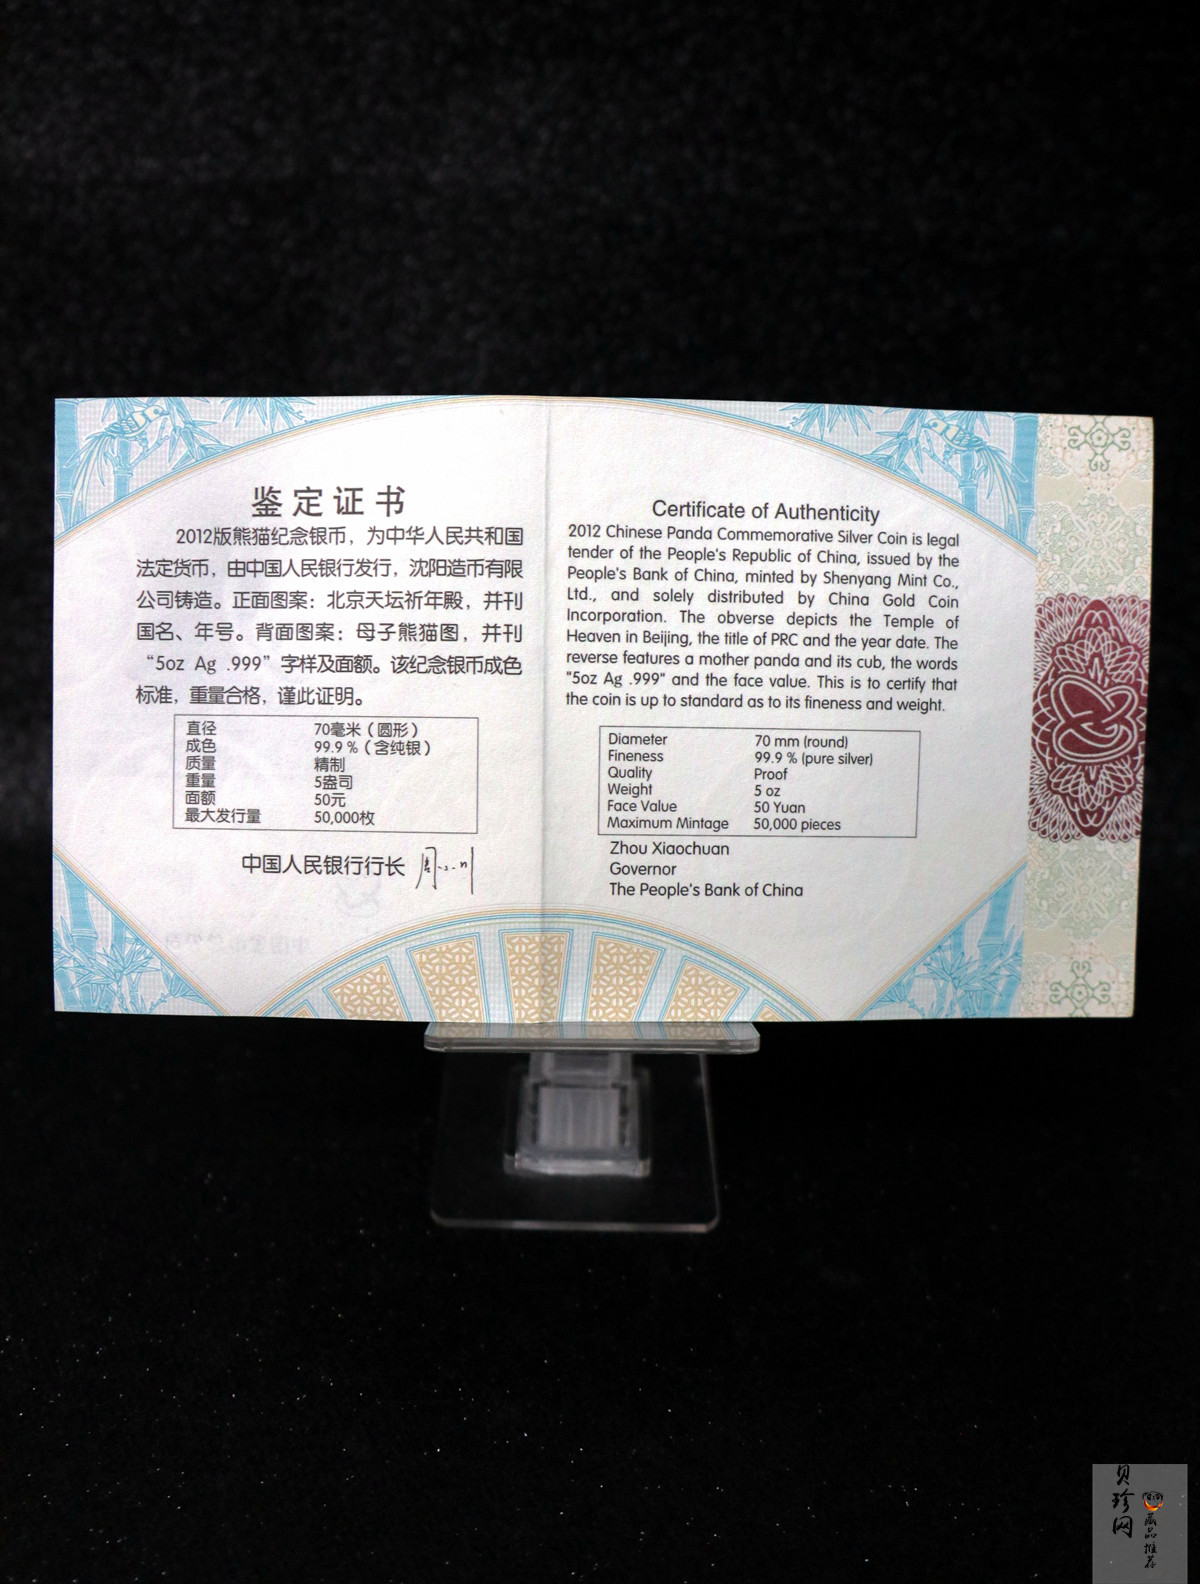 鉴定证书
2012版熊猫纪念银币，为中华人民共和国
法定货币，由中国人民银行发行，沈阳造币有限
公司铸造。正面图案：北京天坛祈年殿，并刊
国名、年号。背面图案：母子熊猫图，并刊
“5oz Ag .999”字样及面额。该纪念银币成色
标准，重量合格，谨此证明。
直径 70毫米（圆形）
成色 99.9 %（含纯银）
质量 精制
重量 5盎司
面额 50元
最大发行量 50,000枚
中国人民银行行长
Certificate of Authenticity
2012 Chinese Panda Commemorative Silver Coin is legal
tender of the People's Republic of China, issued by the
People's Bank of China, minted by Shenyang Mint Co.,
Ltd., and solely distributed by China Gold Coin
Incorporation. The obverse depicts the Temple of
Heaven in Beijing, the title of PRC and the year date. The
reverse features a mother panda and its cub, the words
"5oz Ag .999" and the face value. This is to certify that
the coin is up to standard as to its fineness and weight.
Diameter 70 mm (round)
Fineness 99.9 % (pure silver)
Quality Proof
Weight 5 oz
Face Value 50 Yuan
Maximum Mintage 50,000 pieces
Zhou Xiaochuan
Governor
The People's Bank of China
贝珍网
藏品推荐